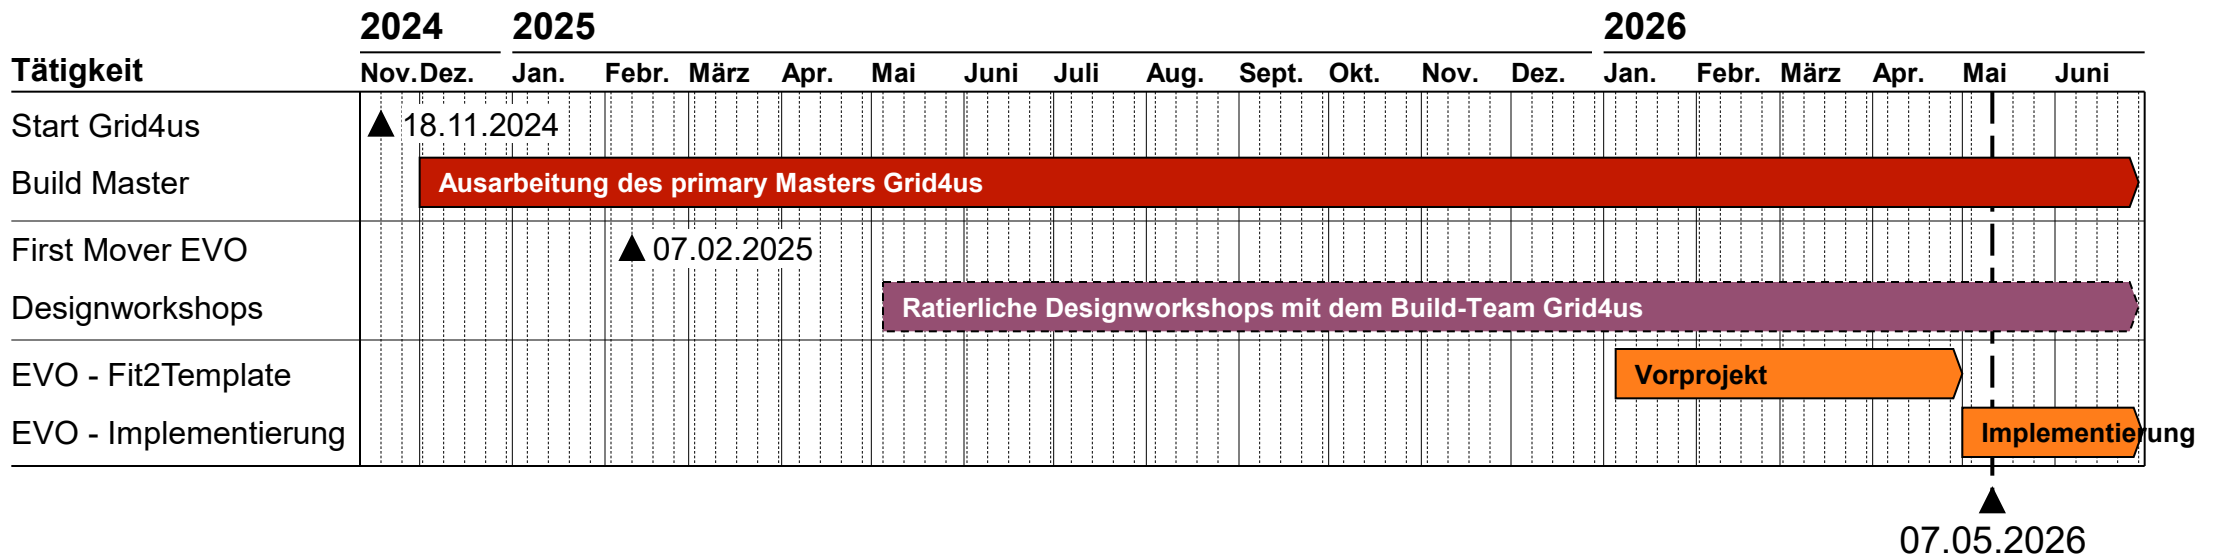 2024 2025 2026
Tätigkeit Nov. Dez. Jan. Febr. März Apr. Mai Juni Juli Aug. Sept. Okt. Nov. Dez. Jan. Febr. März Apr. Mai Juni
Start Grid4us 18.11.2024
Build Master Ausarbeitung des primary Masters Grid4us
First Mover EVO 07.02.2025
Designworkshops Ratierliche Designworkshops mit dem Build-Team Grid4us
EVO - Fit2Template Vorprojekt
EVO - Implementierung Implementierung
07.05.2026